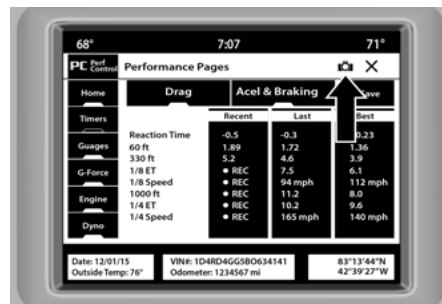 68° 7:07 71°
PC Perf Control Performance Pages
Home Drag Acel & Braking ave
Timers Recent Last Best
Reaction Time -0.5 -0.3 0.23
60 ft 1.89 1.72 1.36
Guages 330 ft 5.2 4.6 3.9
1/8 ET • REC 7.5 6.1
G-Force 1/8 Speed • REC 94 mph 112 mph
1000 ft • REC 11.2 8.0
Engine 1/4 ET • REC 10.2 9.6
1/4 Speed • REC 165 mph 140 mph
Dyno
Date: 12/01/15 VIN#: 1D4RD4GG5BO634141 83°13'44"N
Outside Temp: 76° Odometer: 1234567 mi 42°39'27"W